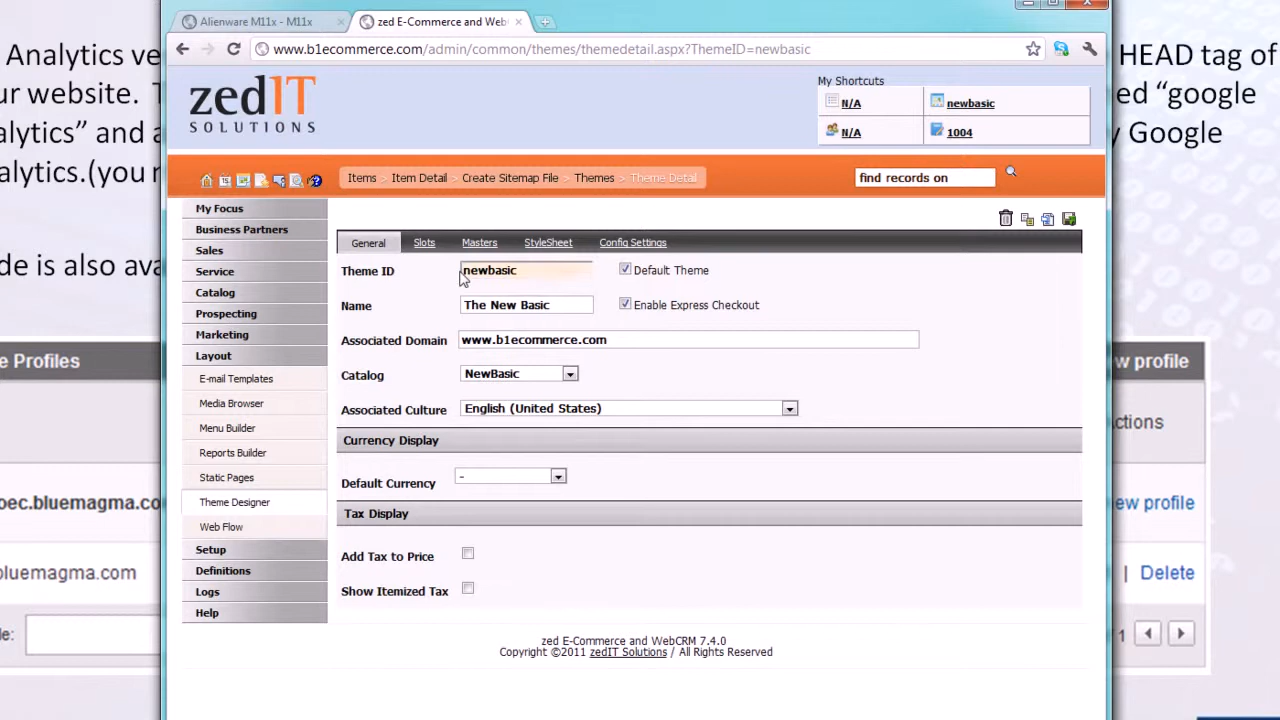 Alienware M11x - M11x
zed E-Commerce and Web
www.b1ecommerce.com/admin/common/themes/themedetail.aspx?ThemeID=newbasic
Analytics ve
HEAD tag of
ur website. T
ed “google
alytics” and a
y Google
alytics.(you n
de is also ava
zedIT
SOLUTIONS
My Shortcuts
N/A
newbasic
N/A
1004
Items > Item Detail > Create Sitemap File > Themes > Theme Detail
find records on
My Focus
Business Partners
Sales
Service
Catalog
Prospecting
Marketing
Layout
E-mail Templates
Media Browser
Menu Builder
Reports Builder
Static Pages
Theme Designer
Web Flow
Setup
Definitions
Logs
Help
General
Slots
Masters
StyleSheet
Config Settings
Theme ID
newbasic
Default Theme
Name
The New Basic
Enable Express Checkout
Associated Domain
www.b1ecommerce.com
Catalog
NewBasic
Associated Culture
English (United States)
Currency Display
Default Currency
-
Tax Display
Add Tax to Price
Show Itemized Tax
zed E-Commerce and WebCRM 7.4.0
Copyright ©2011 zedIT Solutions / All Rights Reserved
e Profiles
w profile
ctions
oec.bluemagma.co
ew profile
luemagma.com
| Delete
e:
1